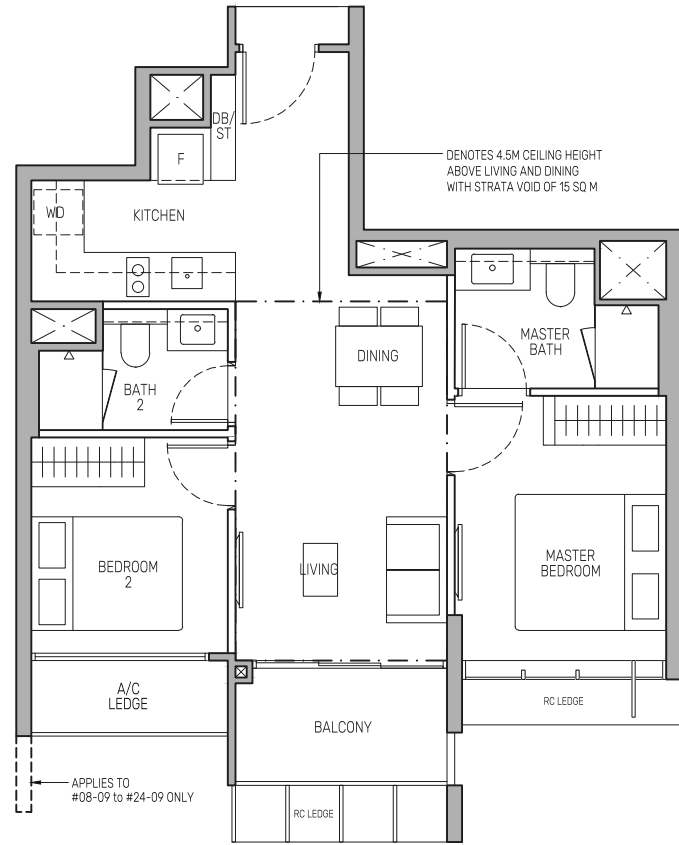 DB/
ST
F
DENOTES 4.5M CEILING HEIGHT
ABOVE LIVING AND DINING
WITH STRATA VOID OF 15 SQ M
WD
KITCHEN
MASTER
BATH
DINING
BATH
2
BEDROOM
2
LIVING
MASTER
BEDROOM
A/C
LEDGE
RC LEDGE
BALCONY
APPLIES TO
#08-09 to #24-09 ONLY
RC LEDGE